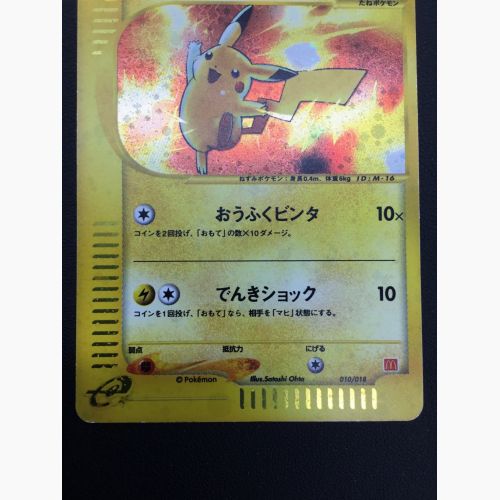 たねポケモン
ねずみポケモン：身長0.4m、体重6kg ID:M-16
おうふくビンタ 10×
コインを2回投げ、「おもて」の数×10ダメージ。
でんきショック 10
コインを1回投げ、「おもて」なら、相手を「マヒ」状態にする。
弱点 抵抗力 にげる
© Pokémon Illus.Satoshi Ohta 010/018